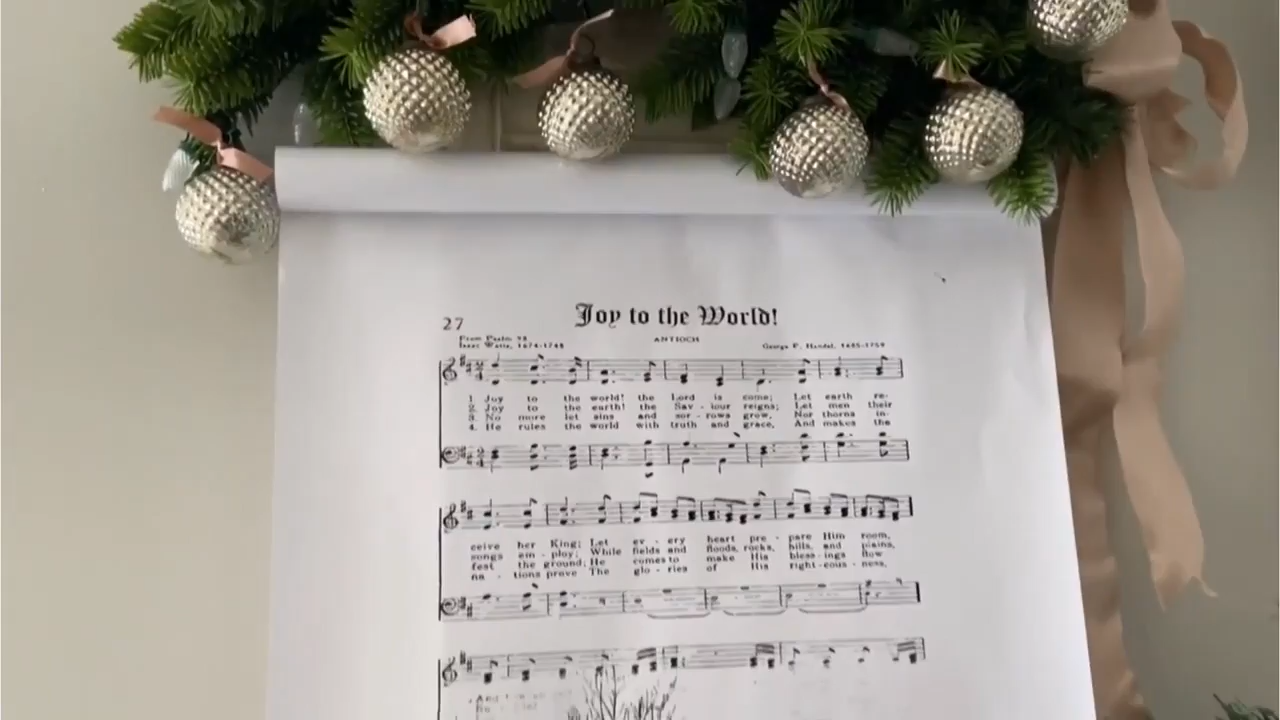 27
Joy to the World!
From Psalm 98
Isaac Watts, 1674-1748
ANTIOCH
George F. Handel, 1685-1759
1. Joy to the world! the Lord is come; Let earth re-
2. Joy to the earth! the Sav - iour reigns; Let men their
3. No more let sins and sor - rows grow, Nor thorns in-
4. He rules the world with truth and grace, And makes the
ceive her King; Let ev - ery heart pre - pare Him room,
songs em - ploy; While fields and floods, rocks, hills, and plains,
fest the ground; He comes to make His bless - ings flow
na - tions prove The glo - ries of His right - eous - ness,